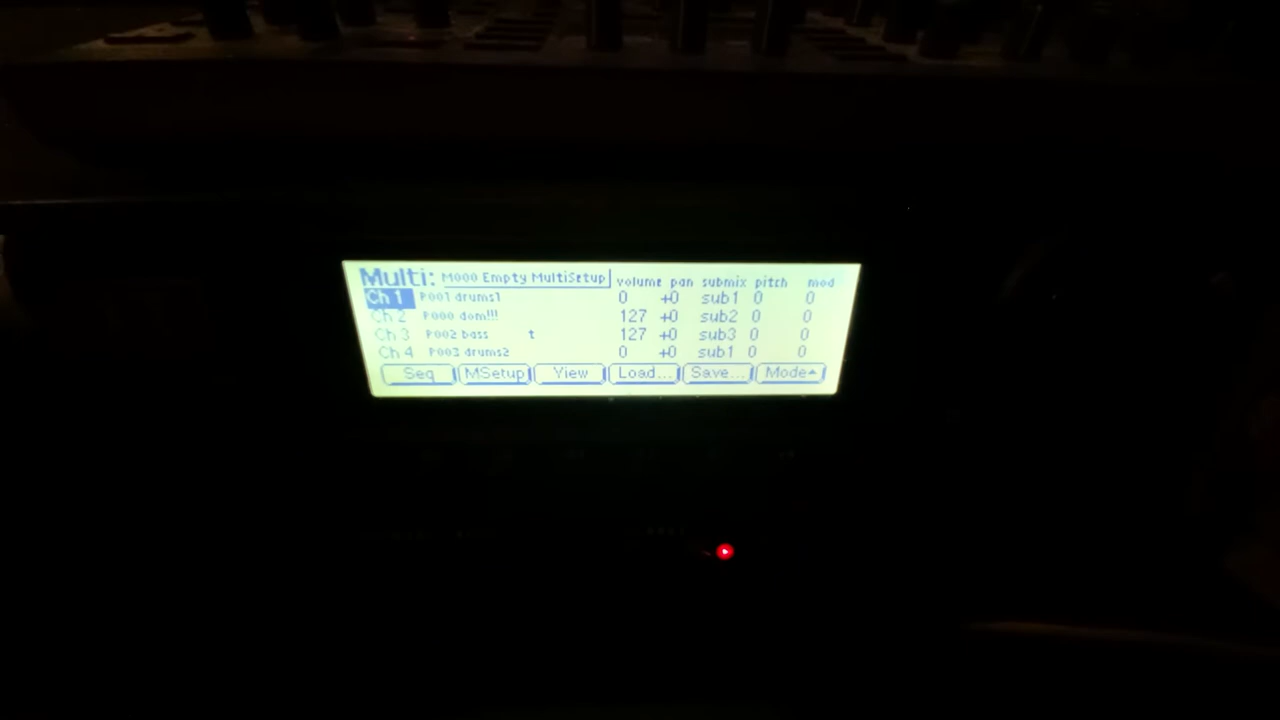 Multi: M000 Empty MultiSetup volume pan submix pitch mod
Ch 1 P001 drums1 0 +0 sub1 0 0
Ch 2 P000 dom!!! 127 +0 sub2 0 0
Ch 3 P002 bass t 127 +0 sub3 0 0
Ch 4 P003 drums2 0 +0 sub1 0 0
Seq MSetup View Load... Save... Mode